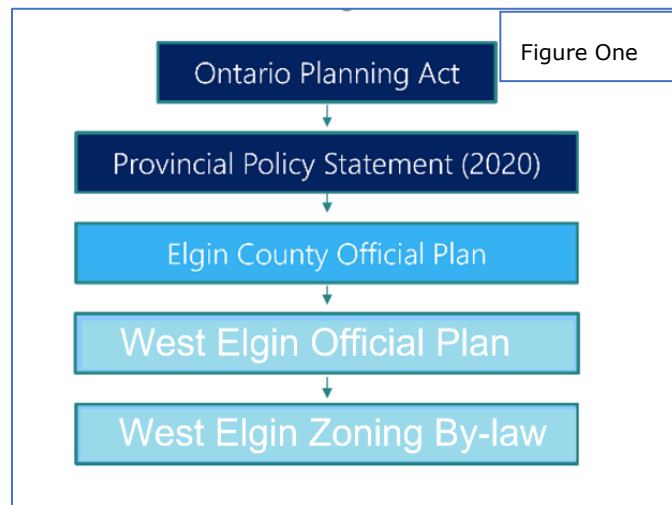 Figure One
Ontario Planning Act
Provincial Policy Statement (2020)
Elgin County Official Plan
West Elgin Official Plan
West Elgin Zoning By-law